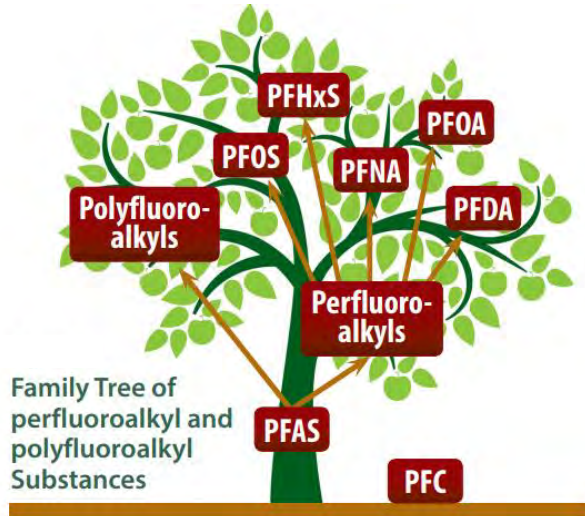 PFHxS
PFOA
PFOS
PFNA
PFDA
Polyfluoro-
alkyls
Perfluoro-
alkyls
Family Tree of
perfluoroalkyl and
polyfluoroalkyl
Substances
PFAS
PFC